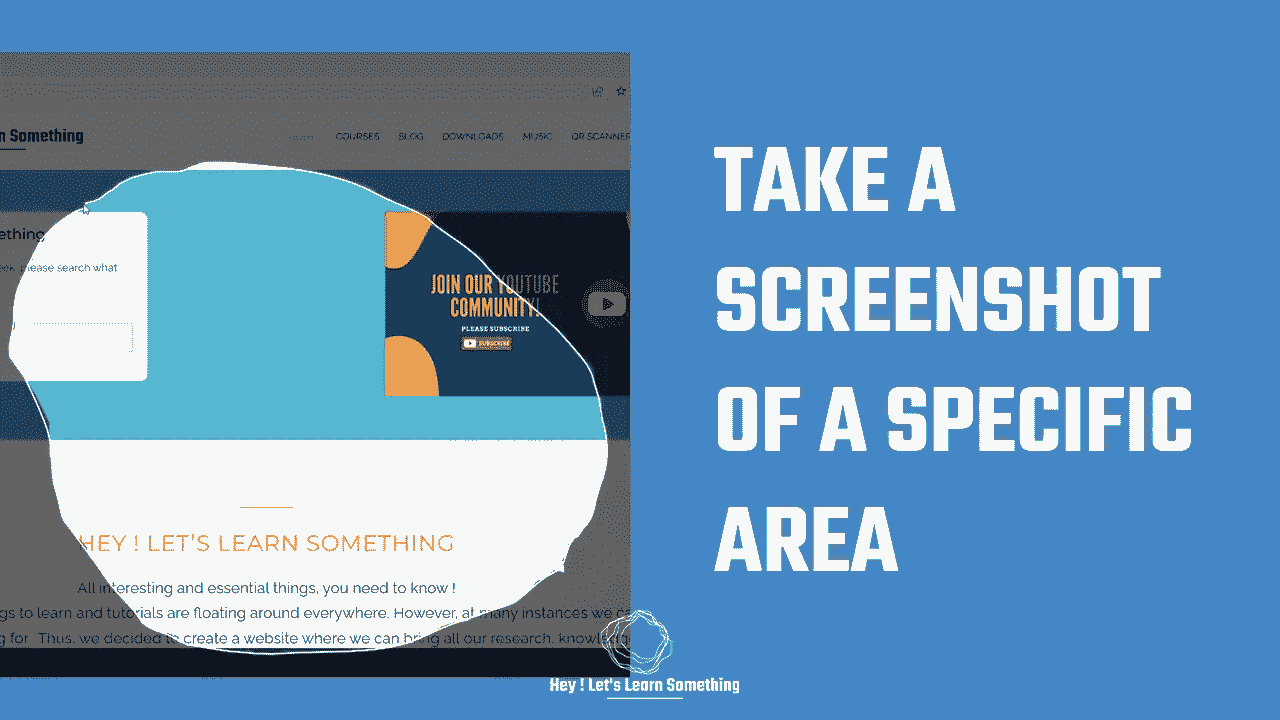 n Something
COURSES BLOG DOWNLOADS MUSIC QR SCANNER
ething
eek, please search what
JOIN OUR YOUTUBE
COMMUNITY!
PLEASE SUBSCRIBE
SUBSCRIBE
HEY ! LET'S LEARN SOMETHING
All interesting and essential things, you need to know !
gs to learn and tutorials are floating around everywhere. However, at many instances we c
g for. Thus, we decided to create a website where we can bring all our research, knowledg
TAKE A
SCREENSHOT
OF A SPECIFIC
AREA
Hey ! Let's Learn Something